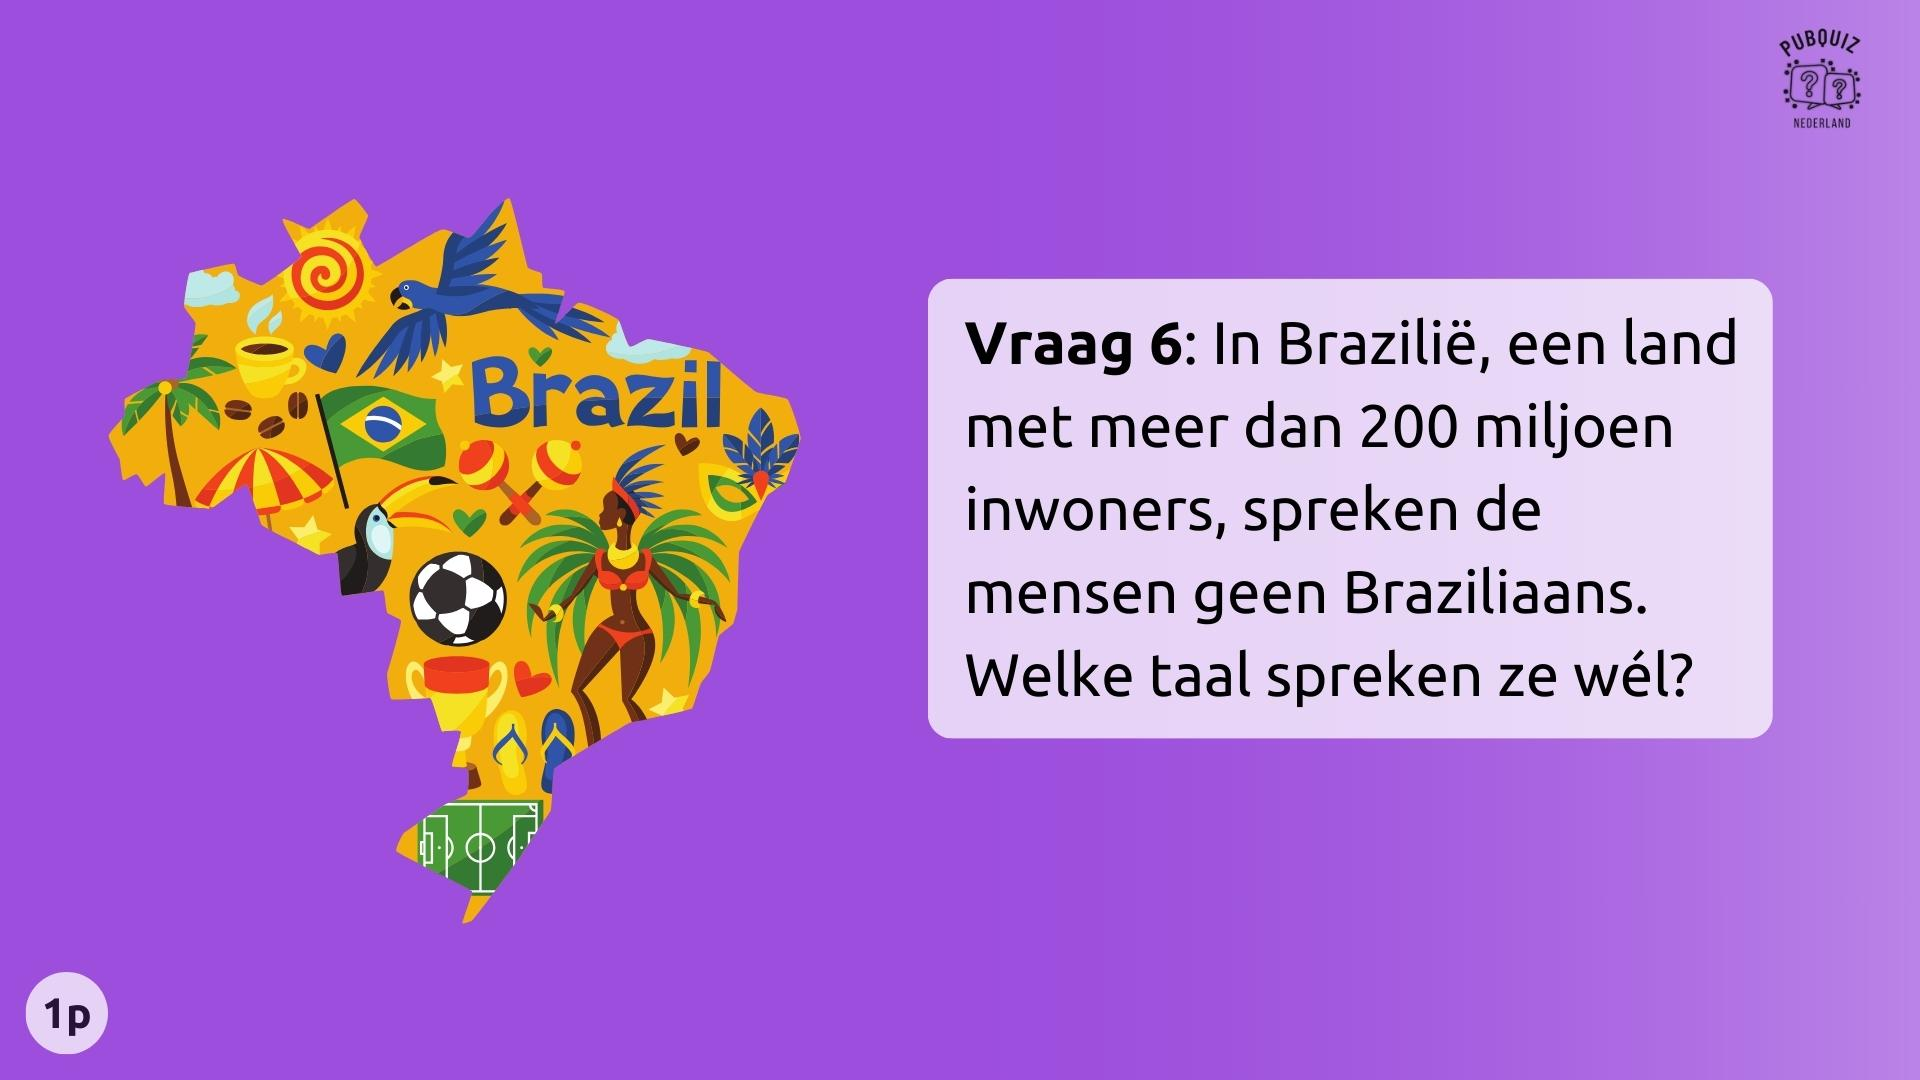 PUBQUIZ
? ?
NEDERLAND
Brazil
Vraag 6: In Brazilië, een land
met meer dan 200 miljoen
inwoners, spreken de
mensen geen Braziliaans.
Welke taal spreken ze wél?
1p